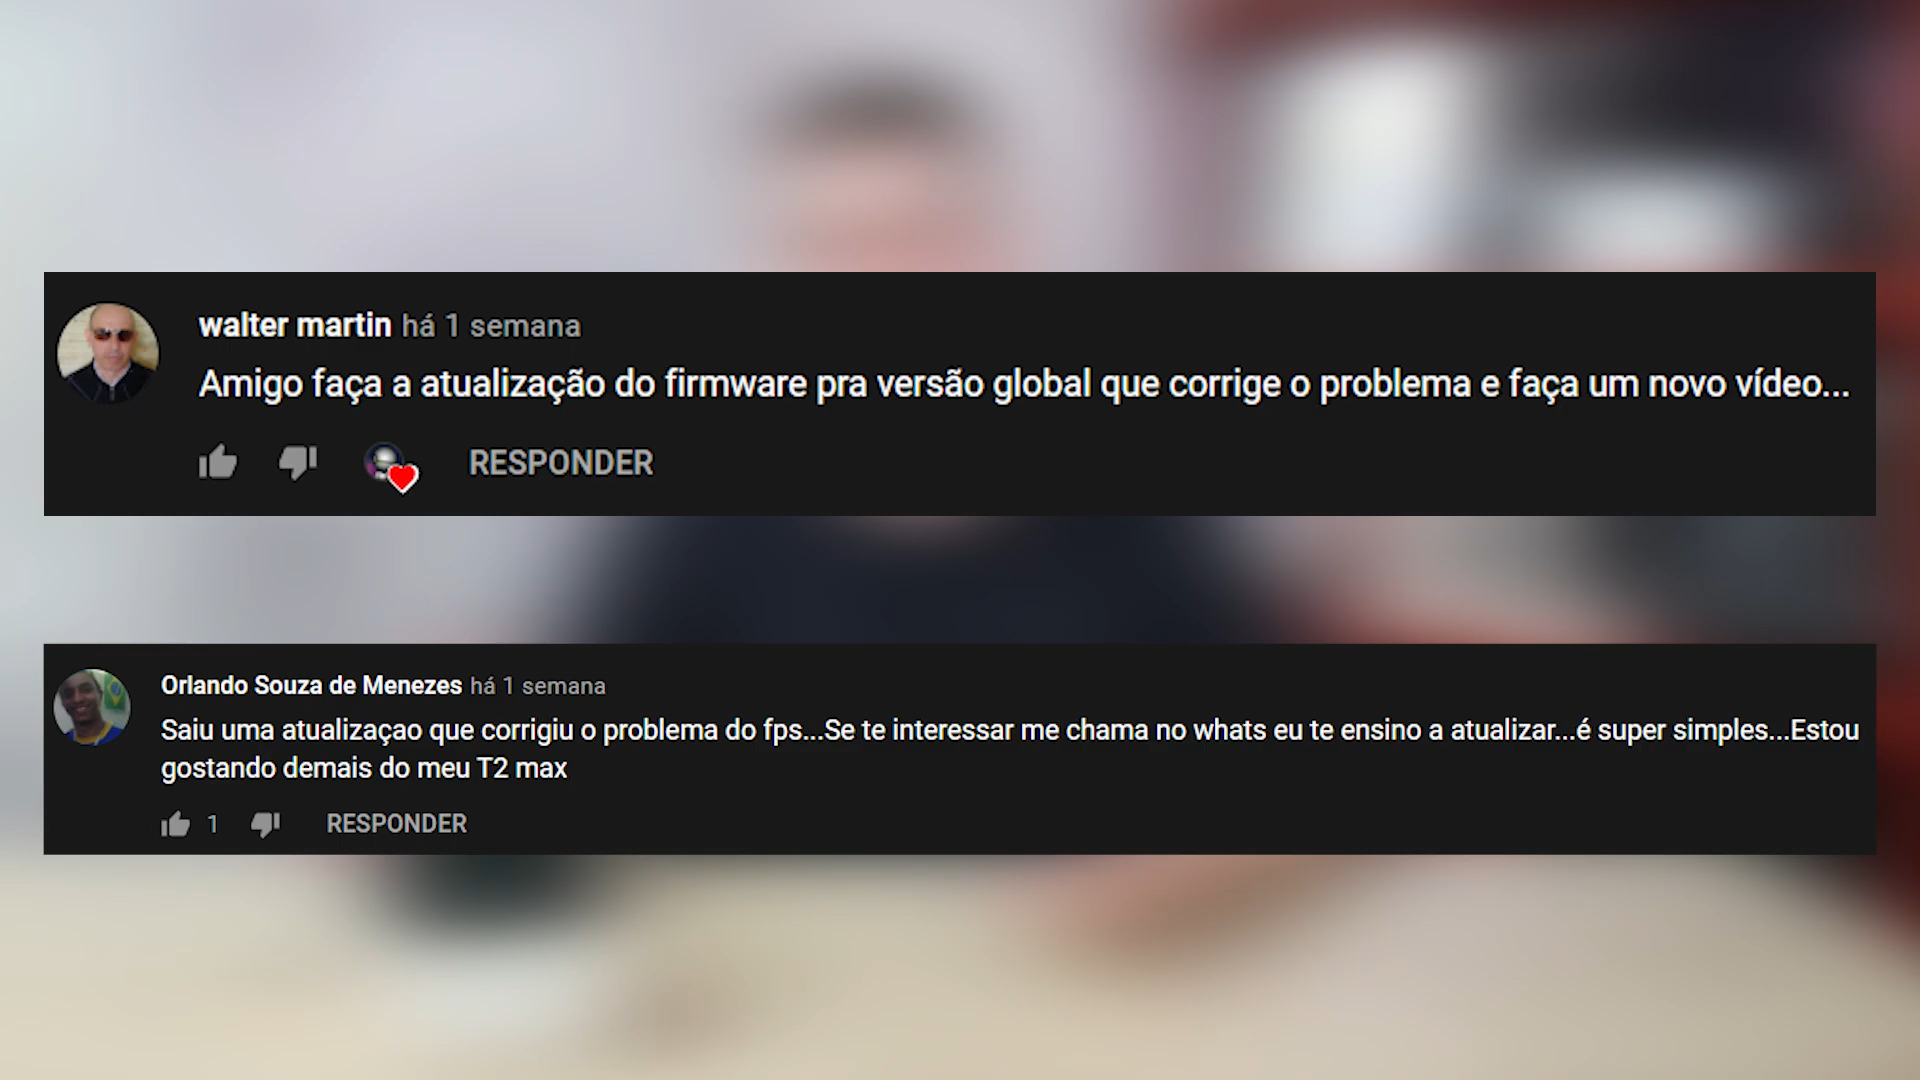 walter martin há 1 semana
Amigo faça a atualização do firmware pra versão global que corrige o problema e faça um novo vídeo...
RESPONDER
Orlando Souza de Menezes há 1 semana
Saiu uma atualizaçao que corrigiu o problema do fps...Se te interessar me chama no whats eu te ensino a atualizar...é super simples...Estou
gostando demais do meu T2 max
1 RESPONDER